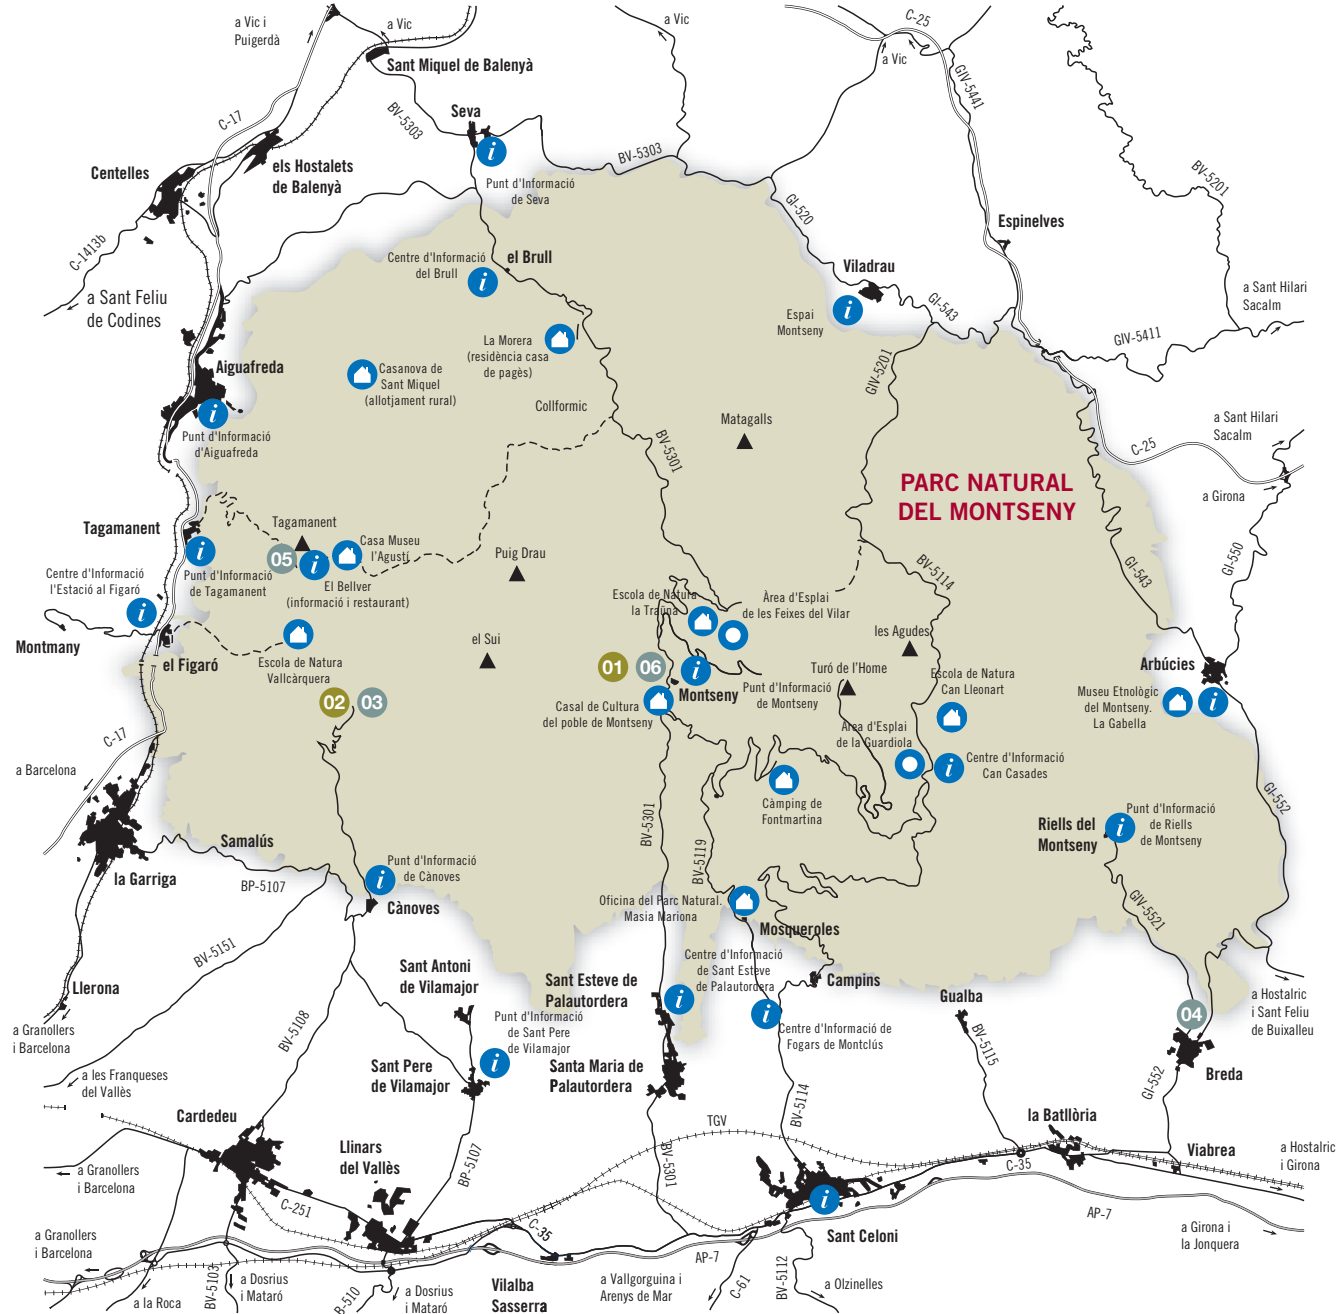 a Vic i
Puigerdà
a Vic
a Vic
C-25
a Vic
Sant Miquel de Balenyà
GIV-5441
C-17
BV-5303
Seva
Centelles
els Hostalets
de Balenyà
BV-5303
BV-5201
Punt d'Informació
de Seva
GI-520
Espinelves
C-1413b
Centre d'Informació
del Brull
el Brull
Viladrau
a Sant Feliu
de Codines
a Sant Hilari
Sacalm
GI-543
Espai
Montseny
GIV-5411
La Morera
(residència casa
de pagès)
Aiguafreda
Casanova de
Sant Miquel
(allotjament rural)
GIV-5201
Collformic
Matagalls
a Sant Hilari
Sacalm
Punt d'Informació
d'Aiguafreda
BV-5301
C-25
PARC NATURAL
DEL MONTSENY
a Girona
Tagamanent
Tagamanent
Casa Museu
l'Agustí
Puig Drau
05
Punt d'Informació
de Tagamanent
El Bellver
(informació i restaurant)
Centre d'Informació
l'Estació al Figaró
BV-5114
GI-543
GI-550
Escola de Natura
la Traüna
Àrea d'Esplai
de les Feixes del Vilar
Montmany
el Figaró
Escola de Natura
Vallcàrquera
el Sui
les Agudes
01
06
Turó de l'Home
Arbúcies
02
03
Montseny
Punt d'Informació
de Montseny
Escola de Natura
Can Lleonart
Museu Etnològic
del Montseny.
La Gabella
Casal de Cultura
del poble de Montseny
Àrea d'Esplai
de la Guardiola
C-17
a Barcelona
Centre d'Informació
Can Casades
Càmping de
Fontmartina
GI-552
Samalús
BV-5301
BV-5119
Riells del
Montseny
Punt d'Informació
de Riells
de Montseny
la Garriga
BP-5107
Punt d'Informació
de Cànoves
Cànoves
Oficina del Parc Natural.
Masia Mariona
Mosqueroles
GIV-5521
BV-5151
Sant Antoni
de Vilamajor
Sant Esteve de
Palautordera
Centre d'Informació
de Sant Esteve
de Palautordera
Campins
Gualba
Llerona
a Granollers
i Barcelona
a Hostalric
i Sant Feliu
de Buixalleu
Punt d'Informació
de Sant Pere
de Vilamajor
Centre d'Informació de
Fogars de Montclús
04
BV-5108
BV-5115
Sant Pere
de Vilamajor
Santa Maria de
Palautordera
Breda
a les Franqueses
del Vallès
GI-552
BV-5114
Cardedeu
TGV
la Batllòria
Llinars
del Vallès
BP-5107
BV-5301
Viabrea
a Hostalric
i Girona
a Granollers
i Barcelona
C-35
C-251
AP-7
a Granollers
i Barcelona
C-35
Sant Celoni
a Girona i
la Jonquera
AP-7
BV-5103
a Dosrius
i Mataró
a la Roca
B-510
a Dosrius
i Mataró
Vilalba
Sasserra
a Vallgorguina i
Arenys de Mar
C-61
BV-5112
a Olzinelles